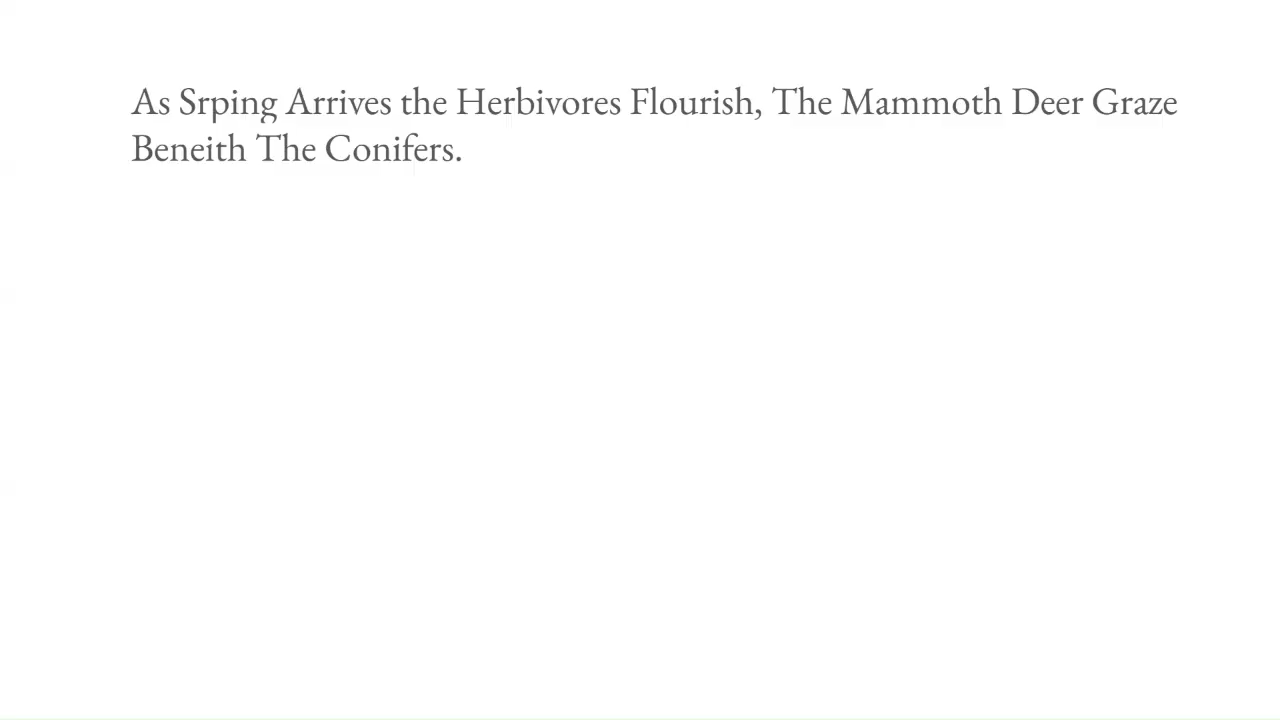 As Srping Arrives the Herbivores Flourish, The Mammoth Deer Graze
Beneith The Conifers.